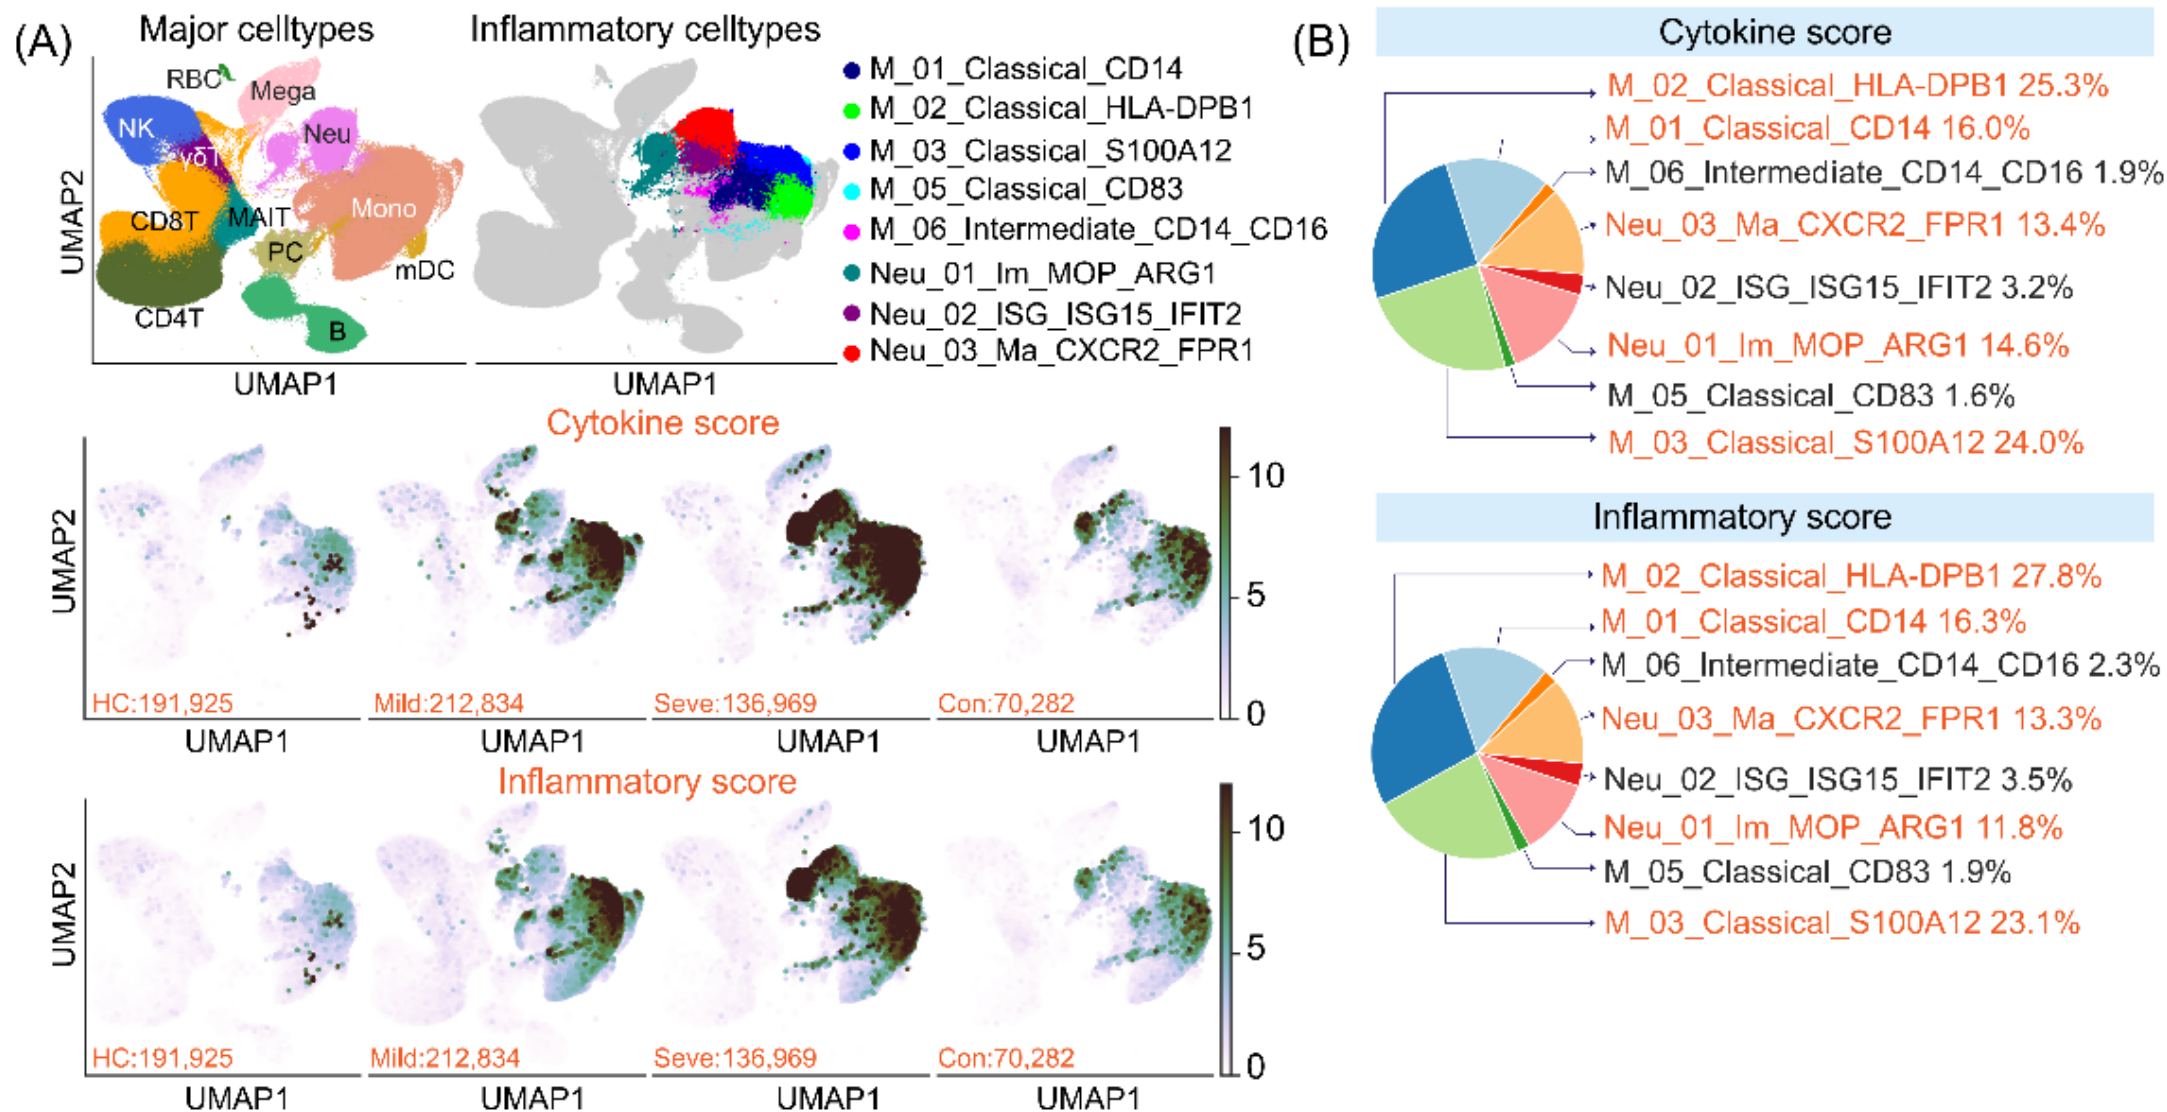 (A)
Major celltypes
Inflammatory celltypes
RBC
Mega
NK
Neu
γδT
CD8T
MAIT
Mono
PC
mDC
CD4T
B
UMAP2
UMAP1
UMAP1
M_01_Classical_CD14
M_02_Classical_HLA-DPB1
M_03_Classical_S100A12
M_05_Classical_CD83
M_06_Intermediate_CD14_CD16
Neu_01_Im_MOP_ARG1
Neu_02_ISG_ISG15_IFIT2
Neu_03_Ma_CXCR2_FPR1
Cytokine score
UMAP2
HC:191,925
Mild:212,834
Seve:136,969
Con:70,282
UMAP1
UMAP1
UMAP1
UMAP1
10
5
0
Inflammatory score
UMAP2
HC:191,925
Mild:212,834
Seve:136,969
Con:70,282
UMAP1
UMAP1
UMAP1
UMAP1
10
5
0
(B)
Cytokine score
M_02_Classical_HLA-DPB1 25.3%
M_01_Classical_CD14 16.0%
M_06_Intermediate_CD14_CD16 1.9%
Neu_03_Ma_CXCR2_FPR1 13.4%
Neu_02_ISG_ISG15_IFIT2 3.2%
Neu_01_Im_MOP_ARG1 14.6%
M_05_Classical_CD83 1.6%
M_03_Classical_S100A12 24.0%
Inflammatory score
M_02_Classical_HLA-DPB1 27.8%
M_01_Classical_CD14 16.3%
M_06_Intermediate_CD14_CD16 2.3%
Neu_03_Ma_CXCR2_FPR1 13.3%
Neu_02_ISG_ISG15_IFIT2 3.5%
Neu_01_Im_MOP_ARG1 11.8%
M_05_Classical_CD83 1.9%
M_03_Classical_S100A12 23.1%